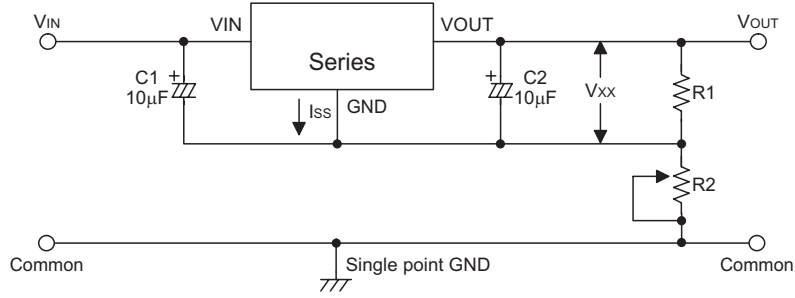 VIN
VIN
VOUT
VOUT
Series
C1
+
10μF
ISS
GND
C2
+
10μF
VXX
R1
R2
Common
Single point GND
Common